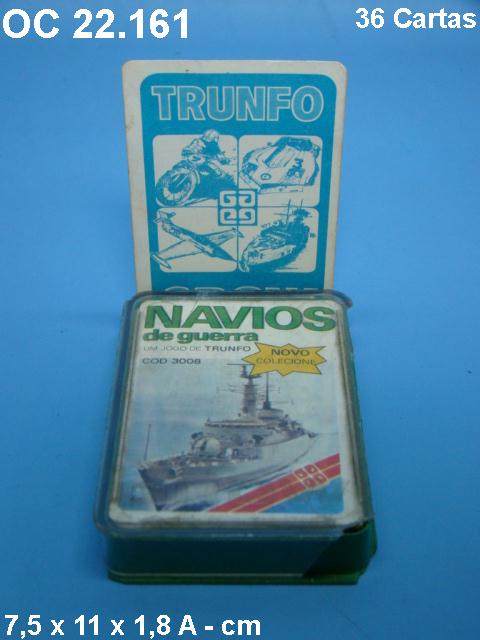 OC 22.161
36 Cartas
TRUNFO
GROW
NAVIOS
de guerra
UM JOGO DE TRUNFO
COD 3008
NOVO
COLECIONE
7,5 x 11 x 1,8 A - cm